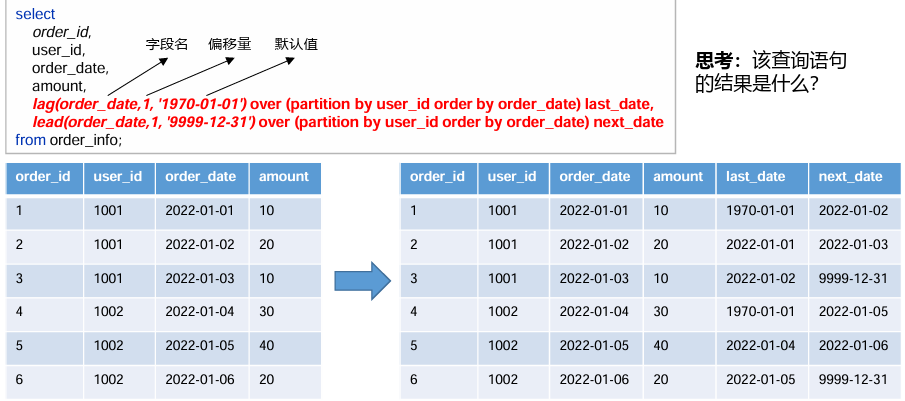 select
order_id,
user_id,
order_date,
amount,
字段名 偏移量 默认值
lag(order_date,1, '1970-01-01') over (partition by user_id order by order_date) last_date,
lead(order_date,1, '9999-12-31') over (partition by user_id order by order_date) next_date
from order_info;
思考：该查询语句
的结果是什么？
order_id user_id order_date amount
1 1001 2022-01-01 10
2 1001 2022-01-02 20
3 1001 2022-01-03 10
4 1002 2022-01-04 30
5 1002 2022-01-05 40
6 1002 2022-01-06 20
order_id user_id order_date amount last_date next_date
1 1001 2022-01-01 10 1970-01-01 2022-01-02
2 1001 2022-01-02 20 2022-01-01 2022-01-03
3 1001 2022-01-03 10 2022-01-02 9999-12-31
4 1002 2022-01-04 30 1970-01-01 2022-01-05
5 1002 2022-01-05 40 2022-01-04 2022-01-06
6 1002 2022-01-06 20 2022-01-05 9999-12-31